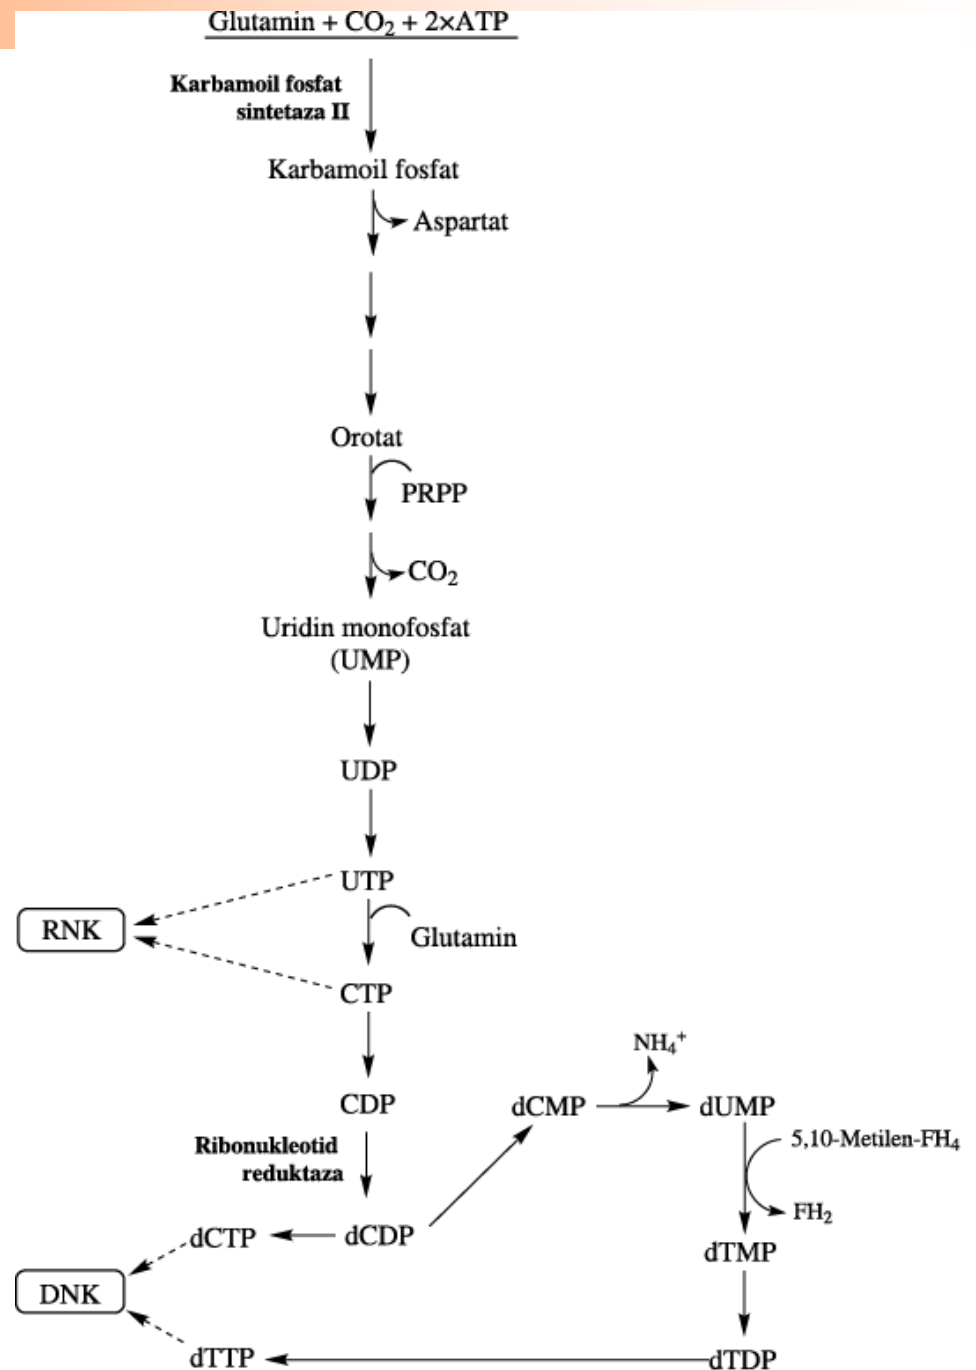 Glutamin + CO₂ + 2×ATP
Karbamoil fosfat
sintetaza II
Karbamoil fosfat
Aspartat
Orotat
PRPP
CO₂
Uridin monofosfat
(UMP)
UDP
UTP
RNK
Glutamin
CTP
NH₄⁺
CDP
dCMP
dUMP
Ribonukleotid
reduktaza
5,10-Metilen-FH₄
FH₂
dCTP
dCDP
dTMP
DNK
dTTP
dTDP